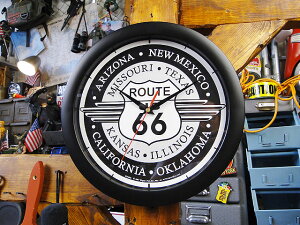 ARIZONA • NEW MEXICO
MISSOURI • TEXAS
ROUTE
66
KANSAS • ILLINOIS
CALIFORNIA • OKLAHOMA